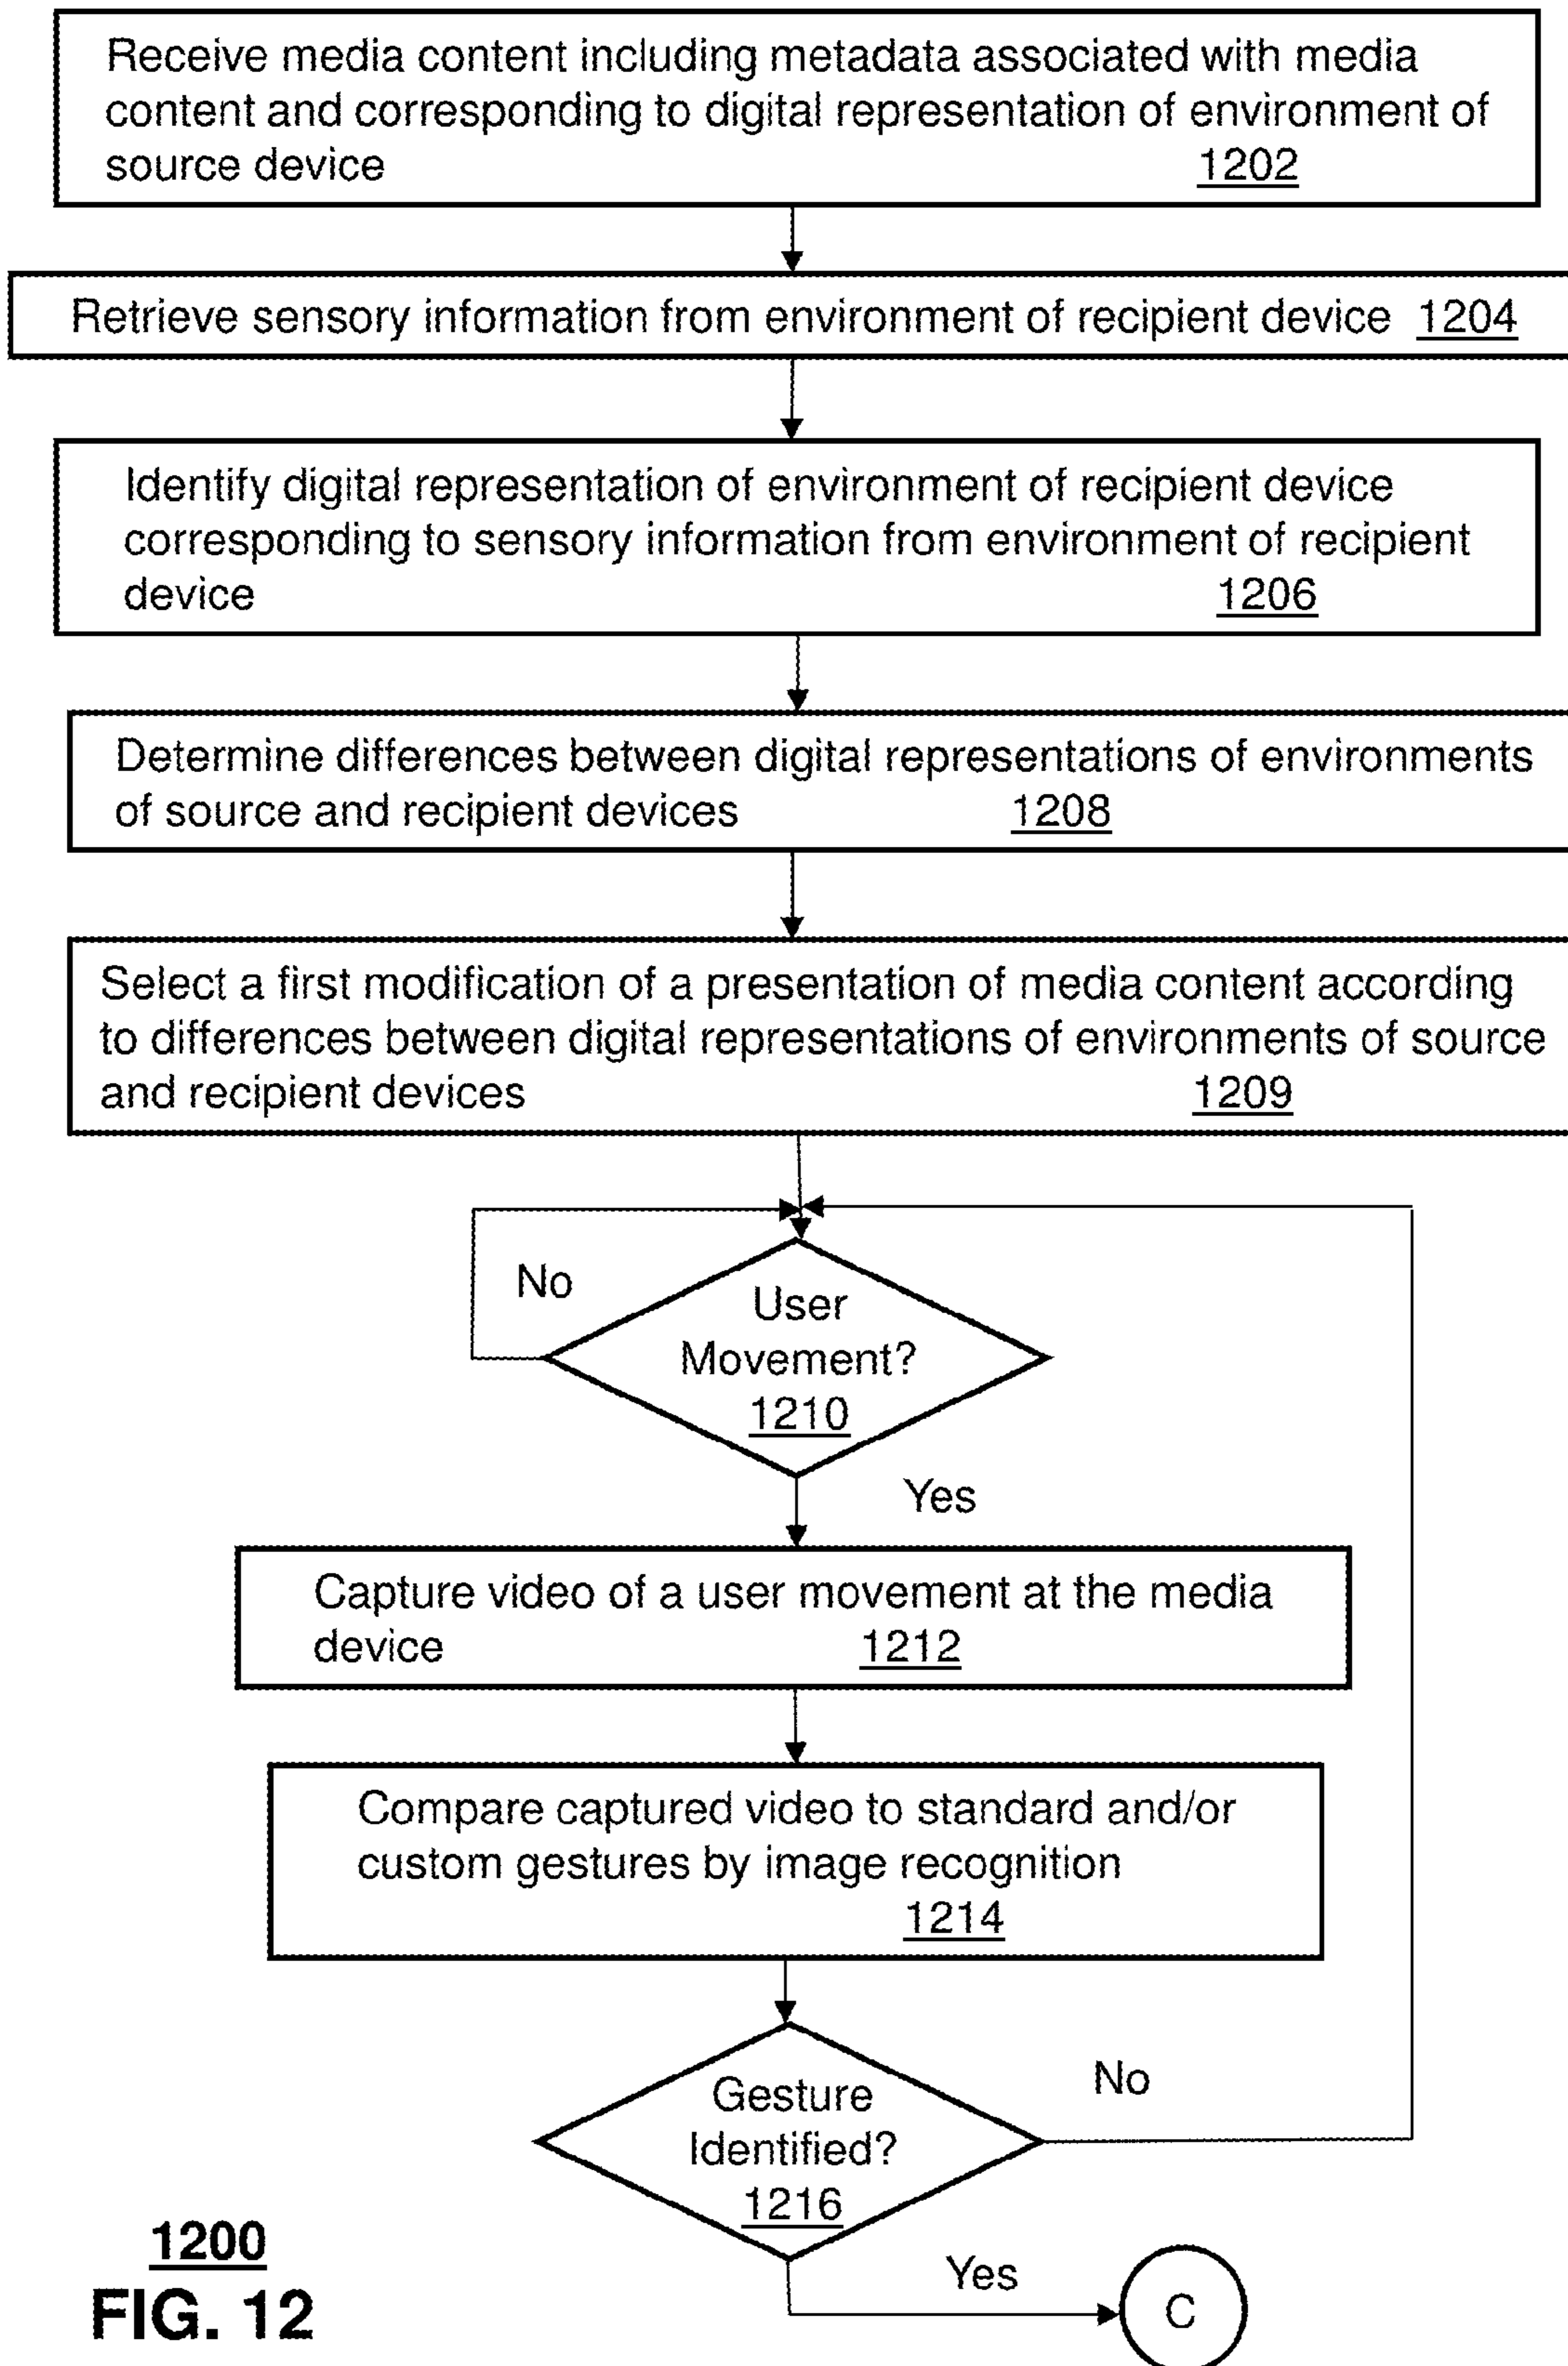 Receive media content including metadata associated with media
content and corresponding to digital representation of environment of
source device 1202
Retrieve sensory information from environment of recipient device 1204
Identify digital representation of environment of recipient device
corresponding to sensory information from environment of recipient
device 1206
Determine differences between digital representations of environments
of source and recipient devices 1208
Select a first modification of a presentation of media content according
to differences between digital representations of environments of source
and recipient devices 1209
No
User
Movement?
1210
Yes
Capture video of a user movement at the media
device 1212
Compare captured video to standard and/or
custom gestures by image recognition
1214
No
Gesture
Identified?
1216
Yes
C
1200
FIG. 12